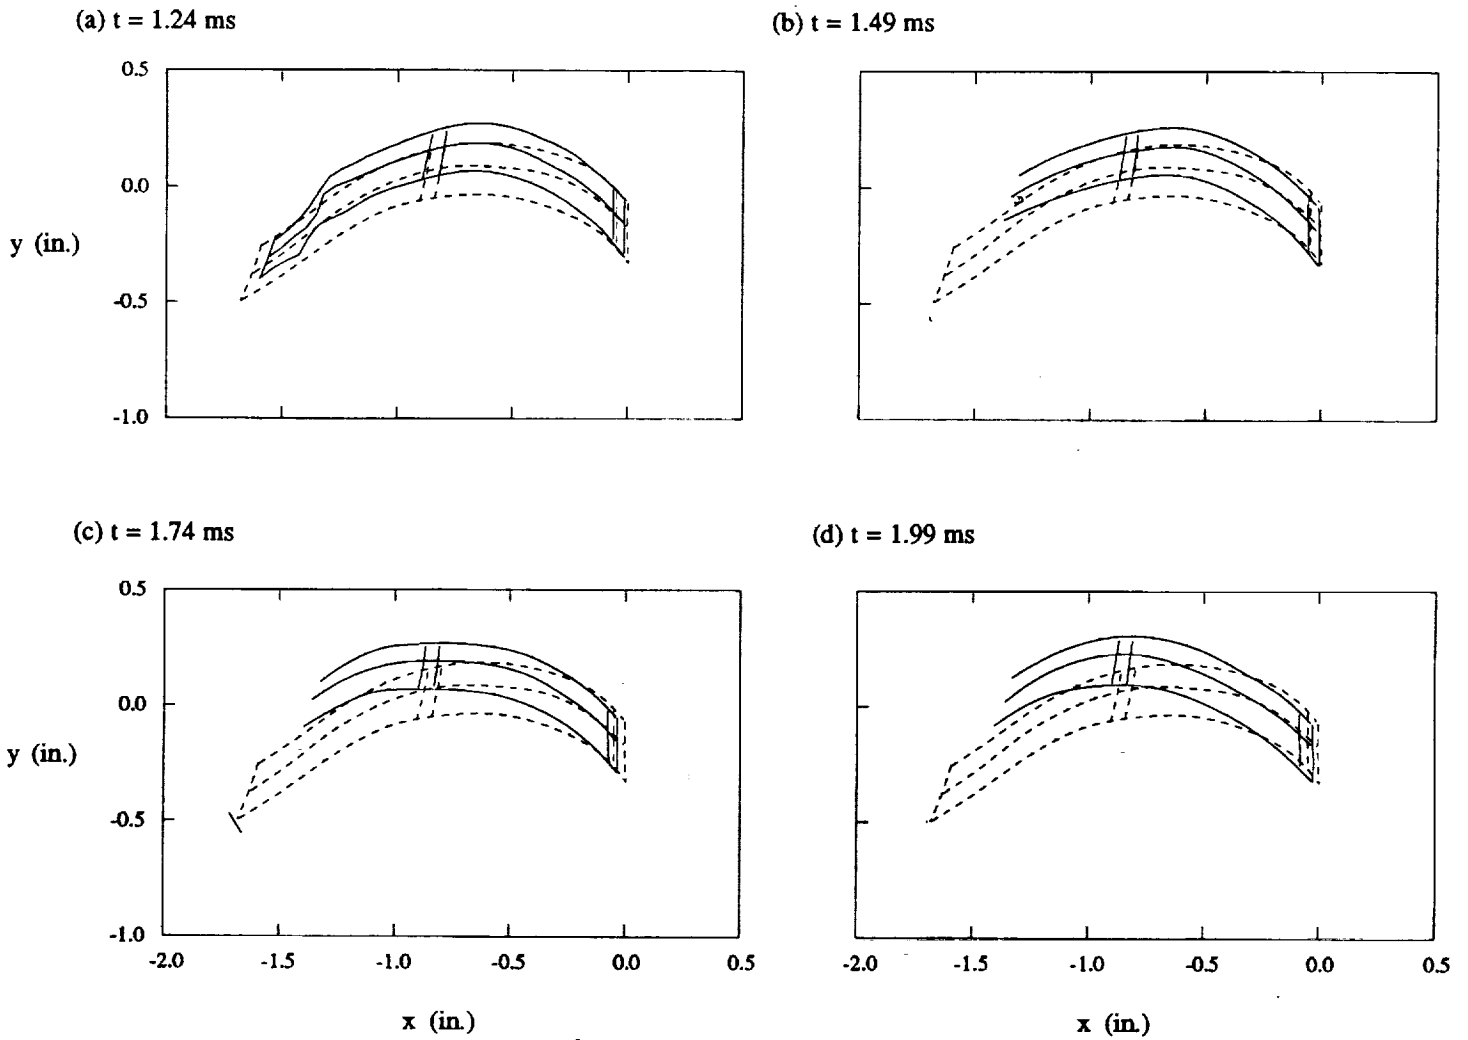 (a) t = 1.24 ms
(b) t = 1.49 ms
0.5
0.0
y (in.)
-0.5
-1.0
(c) t = 1.74 ms
(d) t = 1.99 ms
0.5
0.0
y (in.)
-0.5
-1.0
-2.0 -1.5 -1.0 -0.5 0.0 0.5
-2.0 -1.5 -1.0 -0.5 0.0 0.5
x (in.)
x (in.)